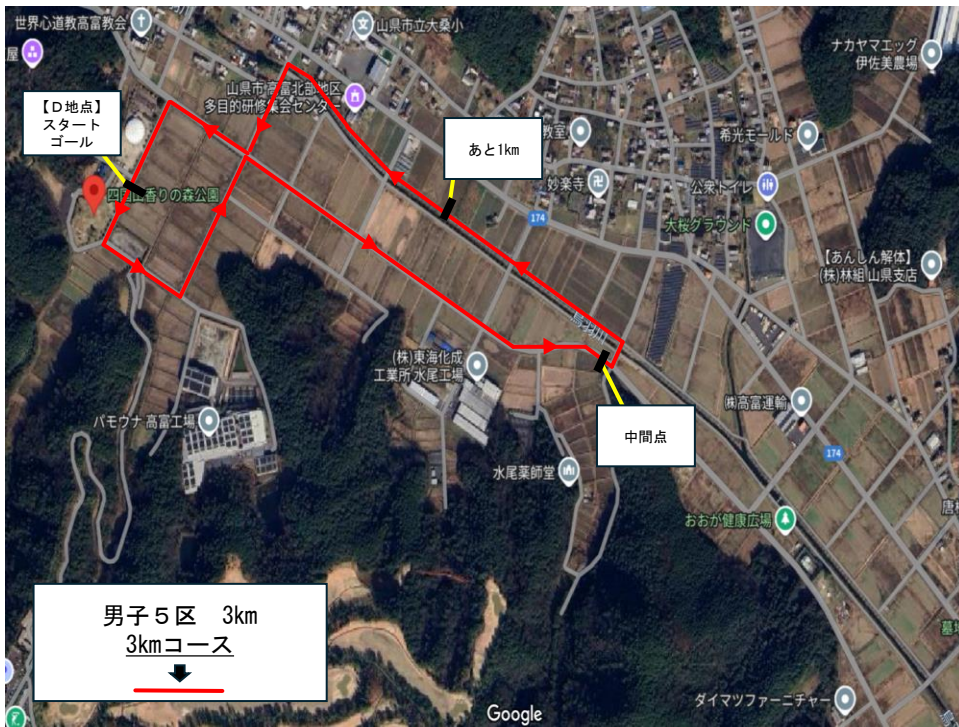 世界心道教高富教会
山県市立大桑小
ナカヤマエッグ
伊佐美農場
屋
山県市高富北部地区
多目的研修集会センター
【D地点】
スタート
ゴール
あと1km
教室
希光モールド
妙楽寺
公衆トイレ
四国山香りの森公園
174
大桜グラウンド
【あんしん解体】
(株)林組 山県支店
鳥羽川
(株)東海化成
工業所 水尾工場
(株)高富運輸
パモウナ 高富工場
中間点
174
水尾薬師堂
唐
おおが健康広場
男子5区 3km
3kmコース
墓地
ダイマツファーニチャー
Google